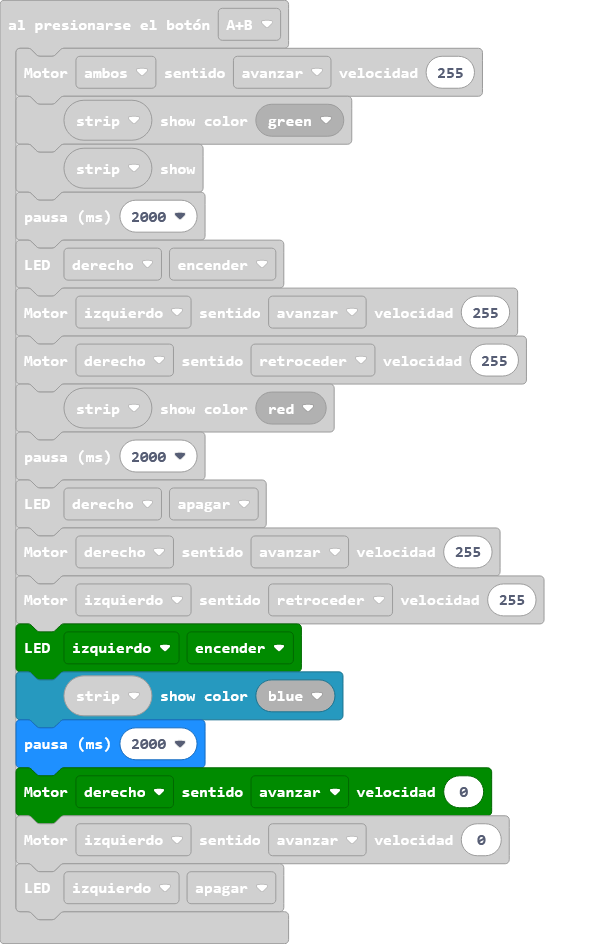 al presionarse el botón A+B
Motor ambos sentido avanzar velocidad 255
strip show color green
strip show
pausa (ms) 2000
LED derecho encender
Motor izquierdo sentido avanzar velocidad 255
Motor derecho sentido retroceder velocidad 255
strip show color red
pausa (ms) 2000
LED derecho apagar
Motor derecho sentido avanzar velocidad 255
Motor izquierdo sentido retroceder velocidad 255
LED izquierdo encender
strip show color blue
pausa (ms) 2000
Motor derecho sentido avanzar velocidad 0
Motor izquierdo sentido avanzar velocidad 0
LED izquierdo apagar